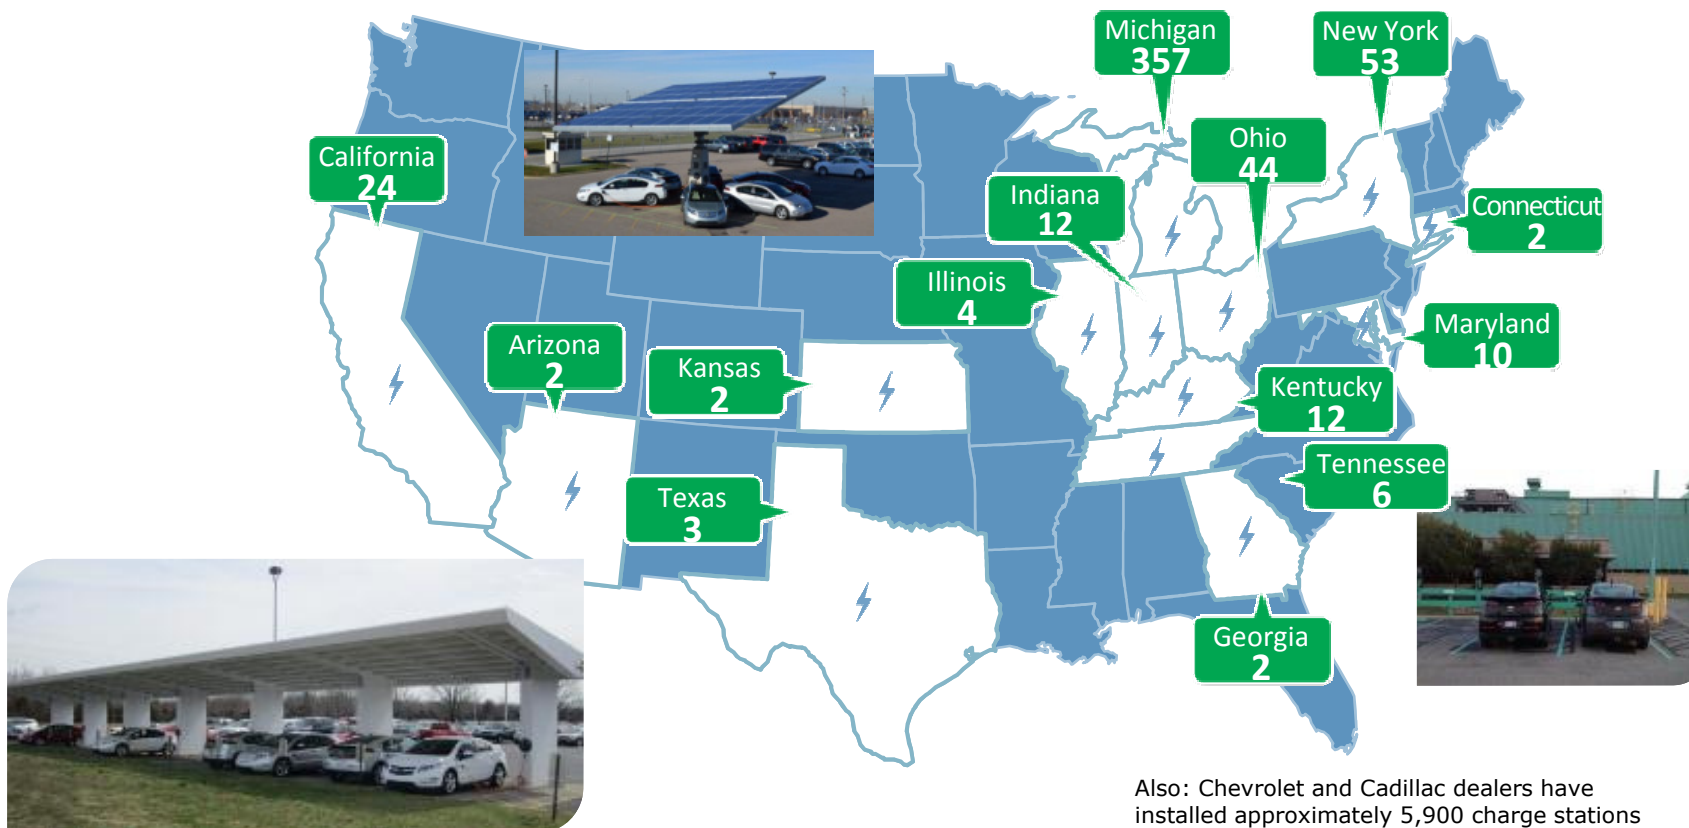 Michigan
357
New York
53
California
24
Ohio
44
Indiana
12
Connecticut
2
Illinois
4
Maryland
10
Arizona
2
Kansas
2
Kentucky
12
Tennessee
6
Texas
3
Georgia
2
Also: Chevrolet and Cadillac dealers have
installed approximately 5,900 charge stations